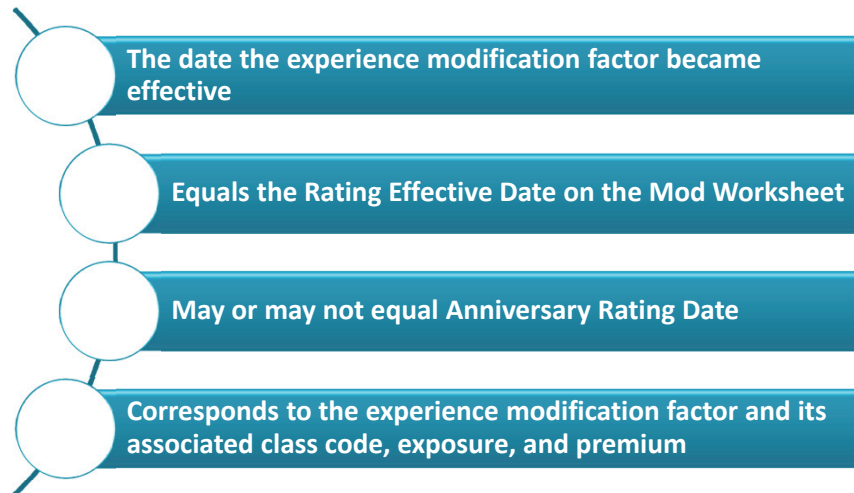 The date the experience modification factor became
effective
Equals the Rating Effective Date on the Mod Worksheet
May or may not equal Anniversary Rating Date
Corresponds to the experience modification factor and its
associated class code, exposure, and premium